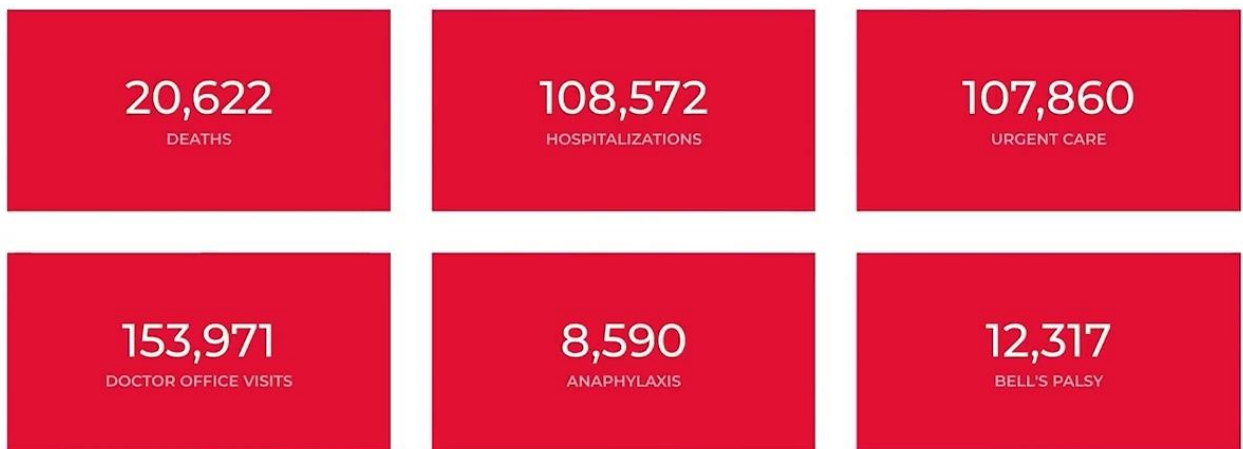 20,622
DEATHS
108,572
HOSPITALIZATIONS
107,860
URGENT CARE
153,971
DOCTOR OFFICE VISITS
8,590
ANAPHYLAXIS
12,317
BELL'S PALSY